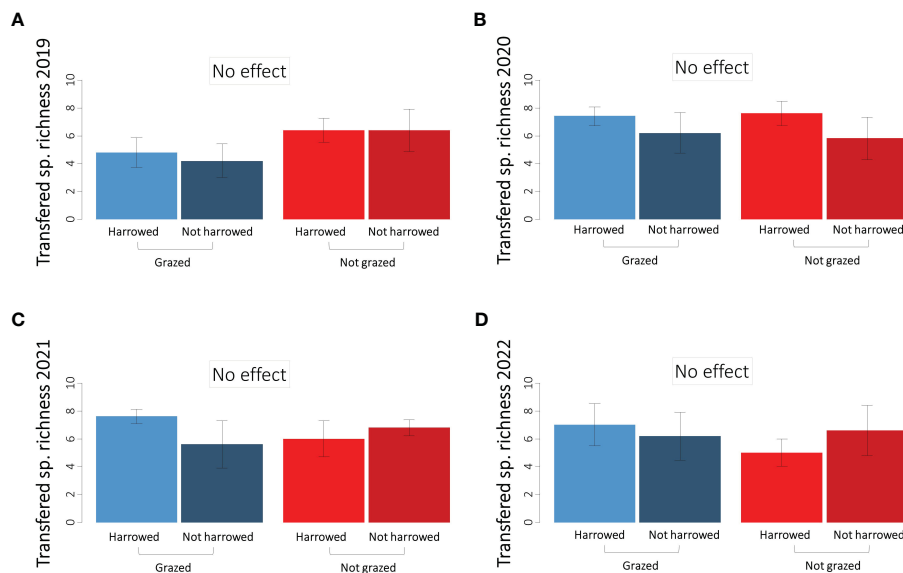 A
Transfered sp. richness 2019
No effect
10
8
6
4
2
0
Harrowed Not harrowed Harrowed Not harrowed
Grazed Not grazed
B
Transfered sp. richness 2020
No effect
10
8
6
4
2
0
Harrowed Not harrowed Harrowed Not harrowed
Grazed Not grazed
C
Transfered sp. richness 2021
No effect
10
8
6
4
2
0
Harrowed Not harrowed Harrowed Not harrowed
Grazed Not grazed
D
Transfered sp. richness 2022
No effect
10
8
6
4
2
0
Harrowed Not harrowed Harrowed Not harrowed
Grazed Not grazed